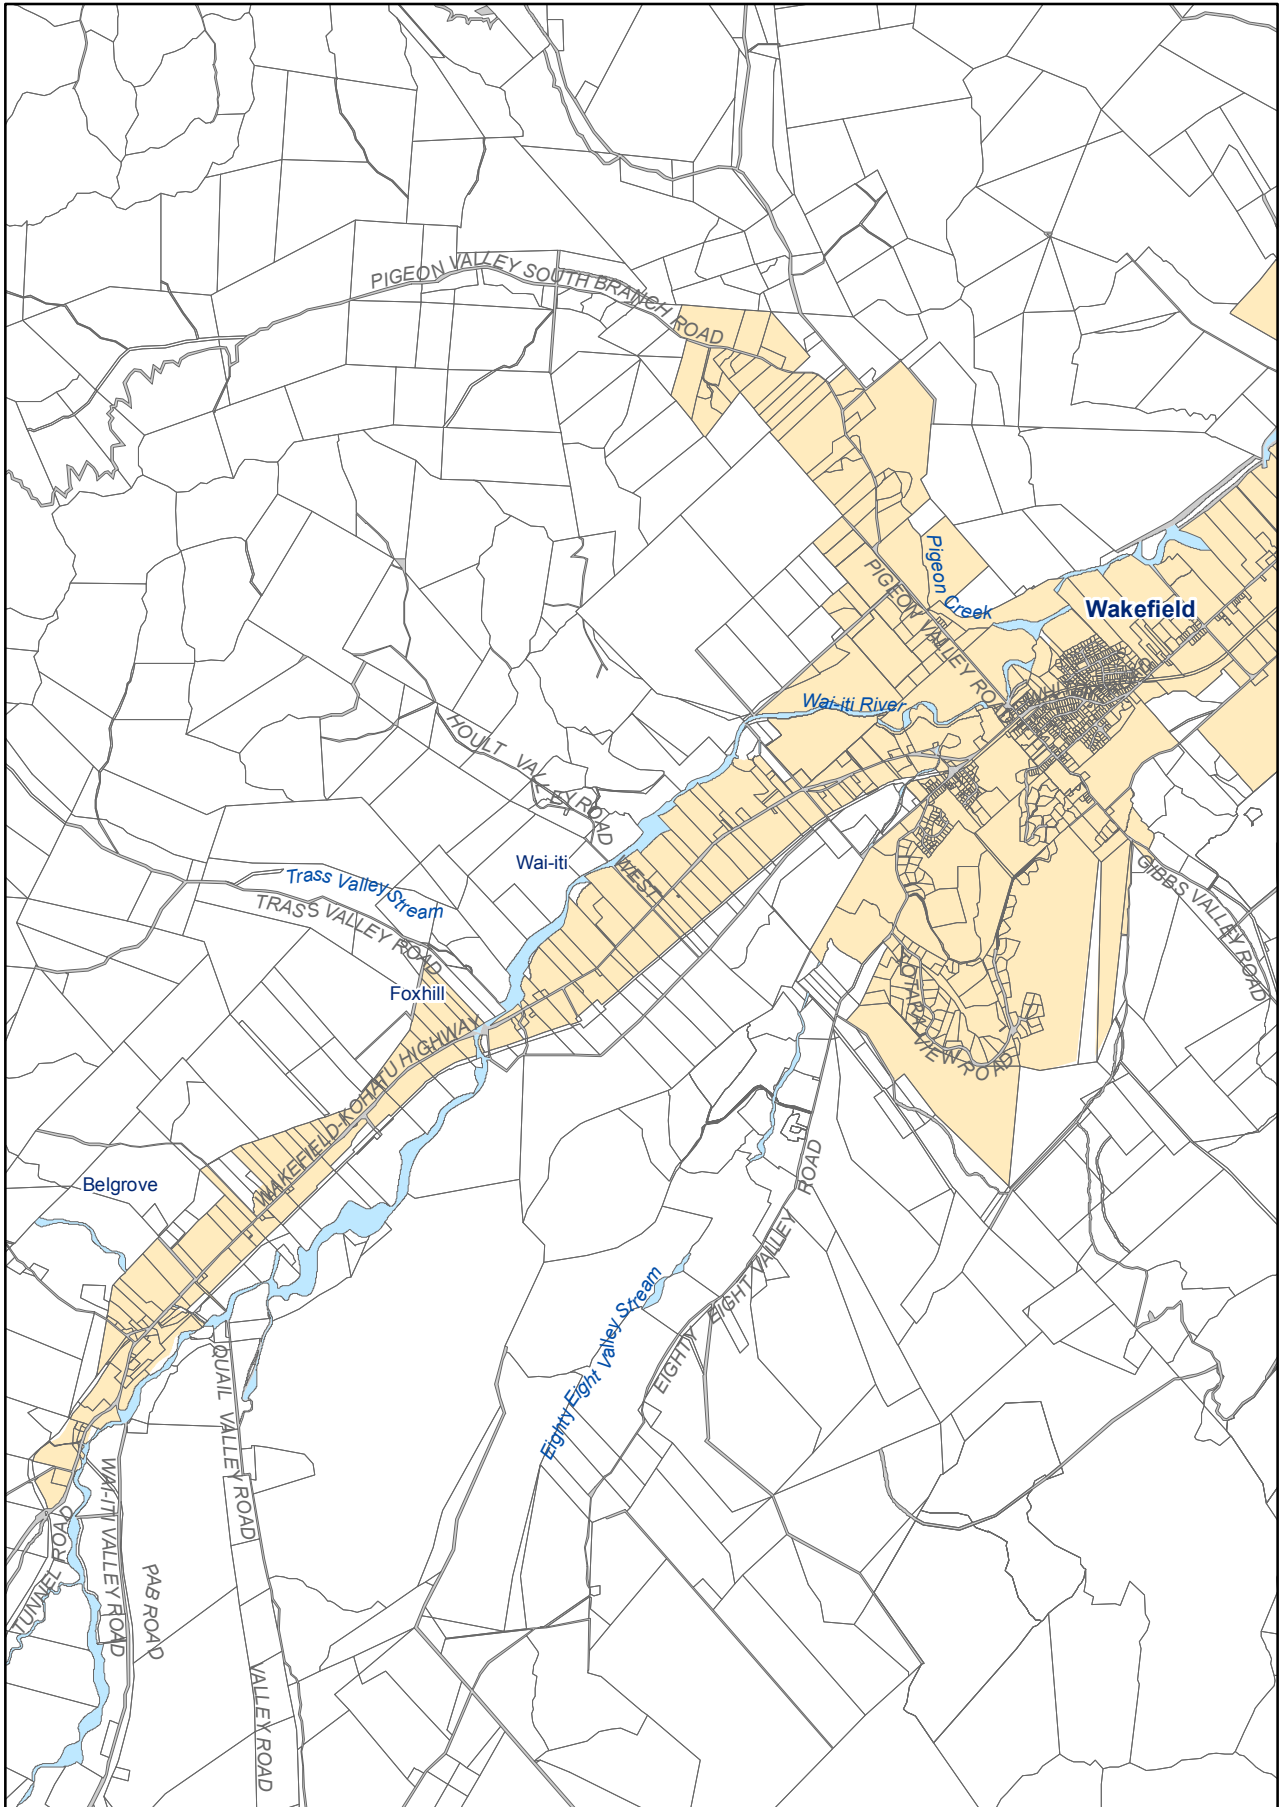 PIGEON VALLEY SOUTH BRANCH ROAD
Pigeon Creek
PIGEON VALLEY ROAD
Wakefield
Wai-iti River
HOULT VALLEY ROAD
Wai-iti
WEST
Trass Valley Stream
TRASS VALLEY ROAD
GIBBS VALLEY ROAD
Foxhill
WAKEFIELD-KOHATU HIGHWAY
TOTARA VIEW ROAD
Belgrove
EIGHTY EIGHT VALLEY ROAD
Eighty Eight Valley Stream
QUAIL VALLEY ROAD
WAI-ITI VALLEY ROAD
TUNNEL ROAD
PAB ROAD
VALLEY ROAD